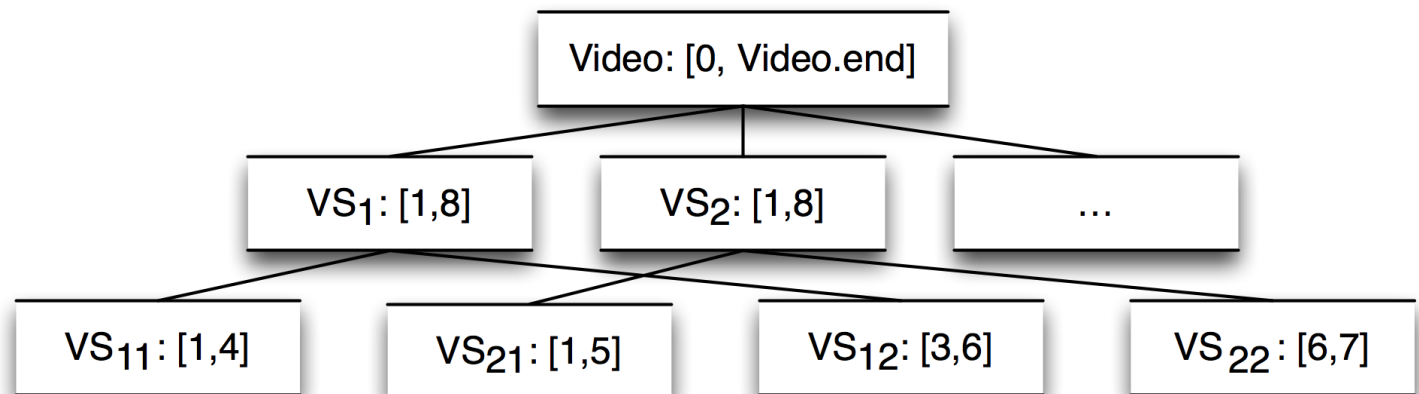 Video: [0, Video.end]
VS1: [1,8]
VS2: [1,8]
...
VS11: [1,4]
VS21: [1,5]
VS12: [3,6]
VS22: [6,7]